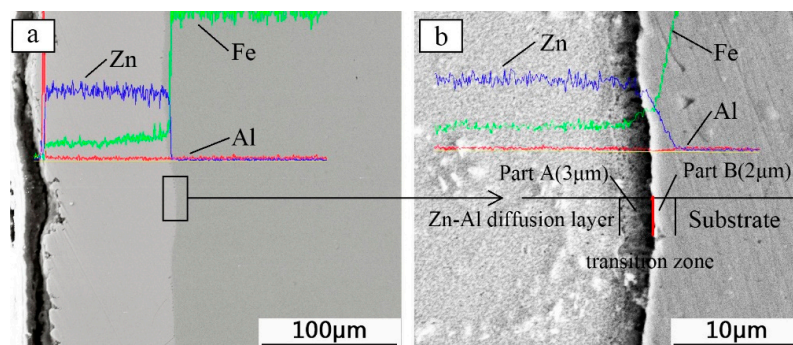 a
Zn
Fe
Al
100μm
b
Zn
Fe
Al
Part A(3μm)
Part B(2μm)
Zn-Al diffusion layer
Substrate
transition zone
10μm